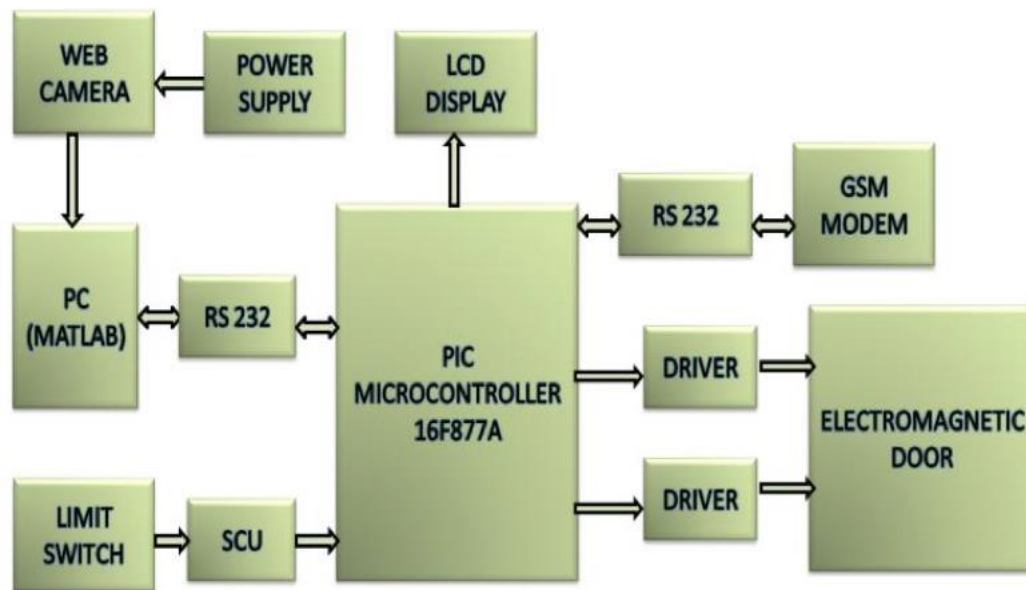 WEB
CAMERA
POWER
SUPPLY
LCD
DISPLAY
RS 232
GSM
MODEM
PC
(MATLAB)
RS 232
PIC
MICROCONTROLLER
16F877A
DRIVER
ELECTROMAGNETIC
DOOR
LIMIT
SWITCH
SCU
DRIVER